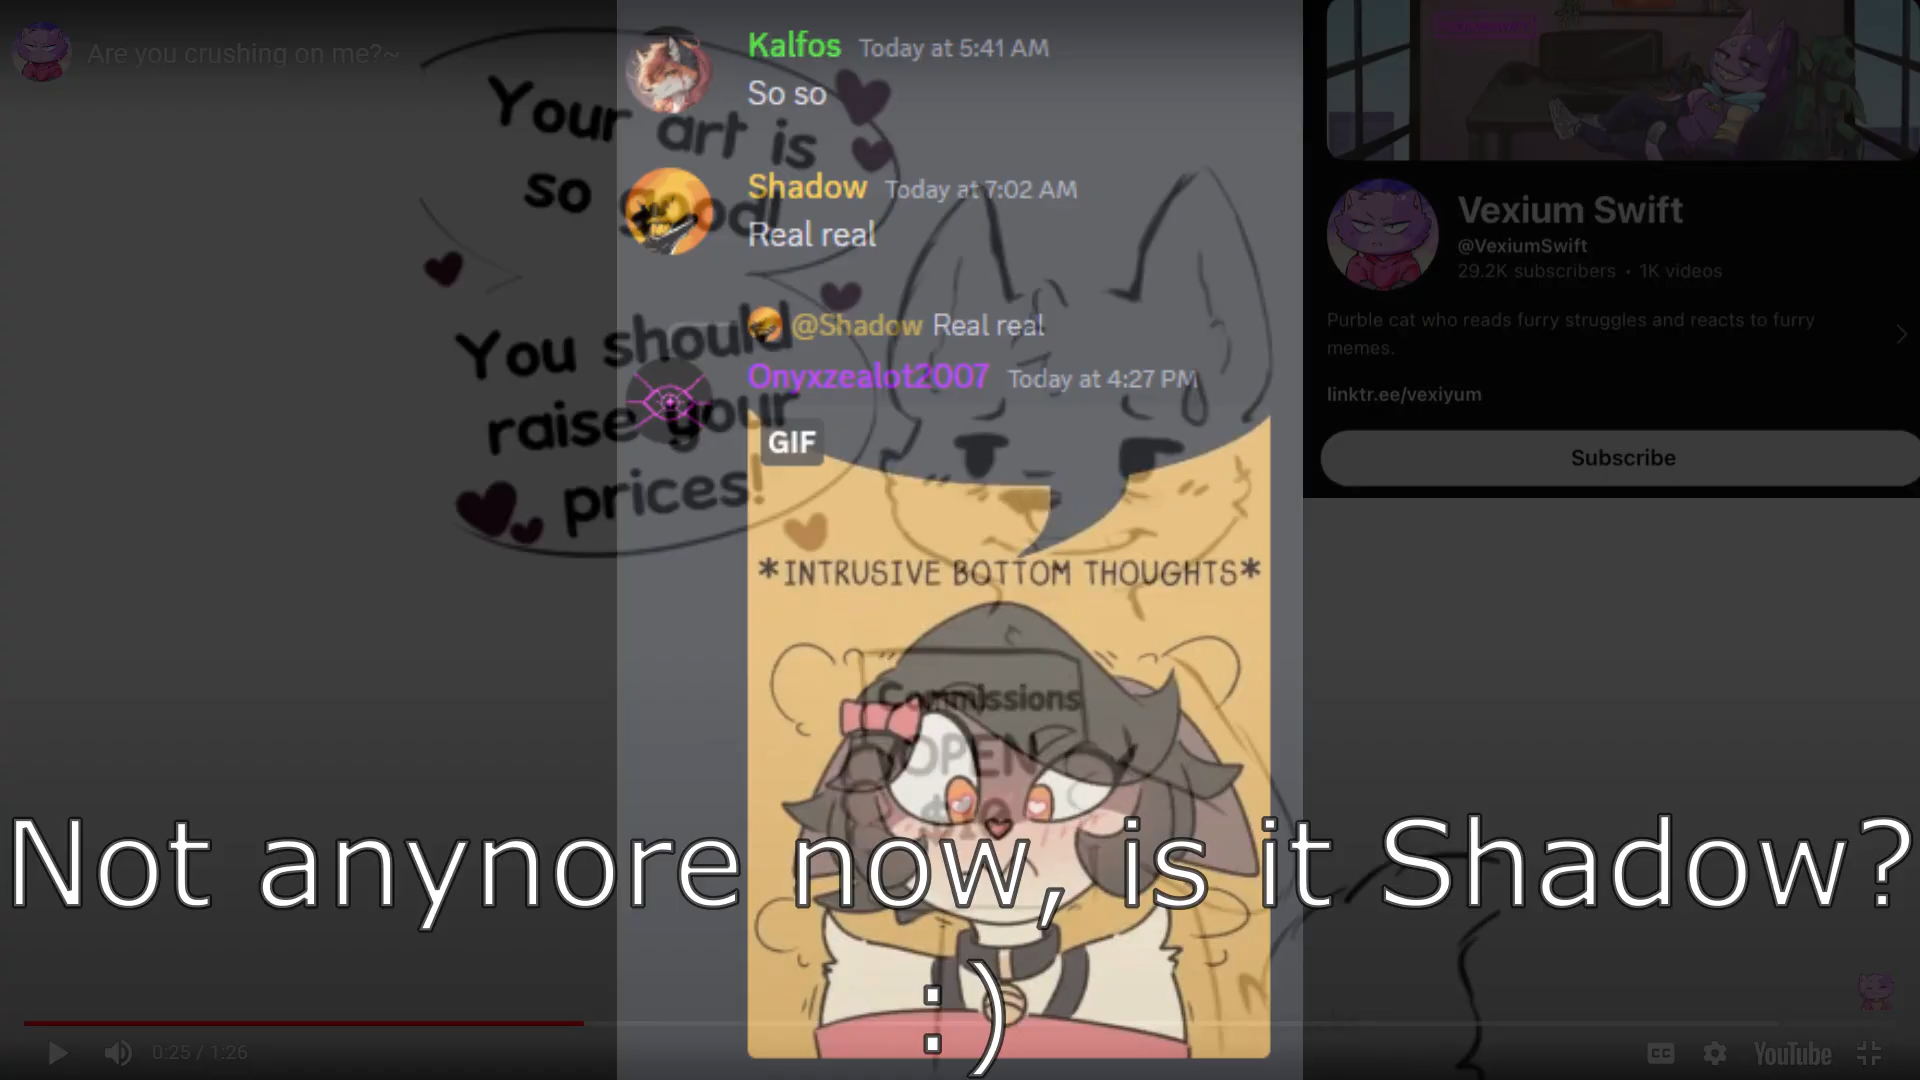 Are you crushing on me?~
Your art is
so good!
You should
raise your
prices!
Kalfos Today at 5:41 AM
So so
Shadow Today at 7:02 AM
Real real
@Shadow Real real
Onyxzealot2007 Today at 4:27 PM
GIF
*INTRUSIVE BOTTOM THOUGHTS*
Commissions
OPEN
Vexium Swift
@VexiumSwift
29.2K subscribers • 1K videos
Purble cat who reads furry struggles and reacts to furry
memes.
linktr.ee/vexiyum
Subscribe
Not anynore now, is it Shadow?
:)
0:25 / 1:26
CC
YouTube